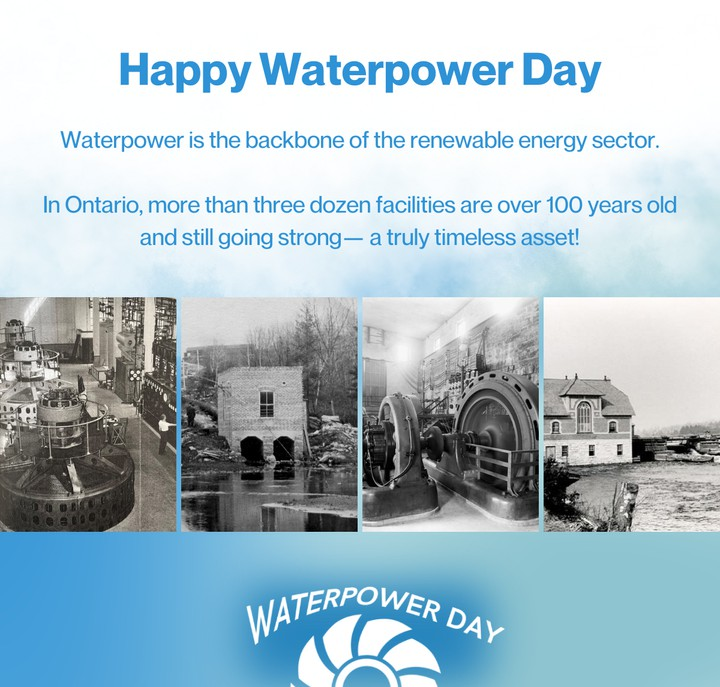 Happy Waterpower Day
Waterpower is the backbone of the renewable energy sector.
In Ontario, more than three dozen facilities are over 100 years old
and still going strong— a truly timeless asset!
WATERPOWER DAY